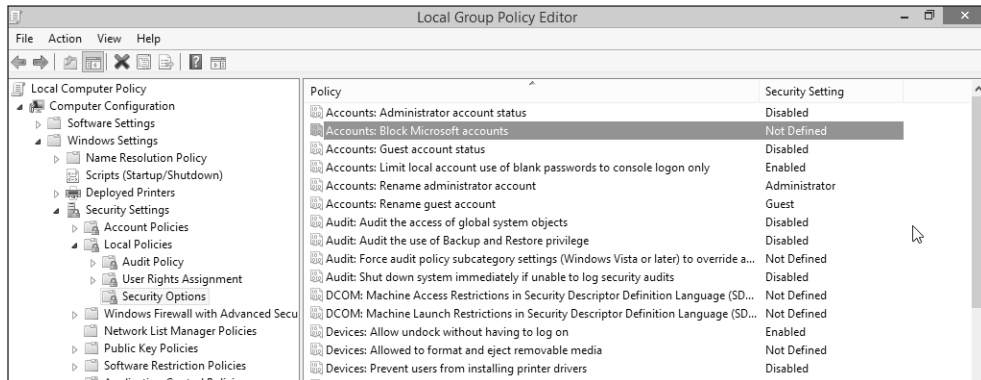 Local Group Policy Editor
File Action View Help
Local Computer Policy
Computer Configuration
Software Settings
Windows Settings
Name Resolution Policy
Scripts (Startup/Shutdown)
Deployed Printers
Security Settings
Account Policies
Local Policies
Audit Policy
User Rights Assignment
Security Options
Windows Firewall with Advanced Secu
Network List Manager Policies
Public Key Policies
Software Restriction Policies
Policy Security Setting
Accounts: Administrator account status Disabled
Accounts: Block Microsoft accounts Not Defined
Accounts: Guest account status Disabled
Accounts: Limit local account use of blank passwords to console logon only Enabled
Accounts: Rename administrator account Administrator
Accounts: Rename guest account Guest
Audit: Audit the access of global system objects Disabled
Audit: Audit the use of Backup and Restore privilege Disabled
Audit: Force audit policy subcategory settings (Windows Vista or later) to override a... Not Defined
Audit: Shut down system immediately if unable to log security audits Disabled
DCOM: Machine Access Restrictions in Security Descriptor Definition Language (SD... Not Defined
DCOM: Machine Launch Restrictions in Security Descriptor Definition Language (SD... Not Defined
Devices: Allow undock without having to log on Enabled
Devices: Allowed to format and eject removable media Not Defined
Devices: Prevent users from installing printer drivers Disabled